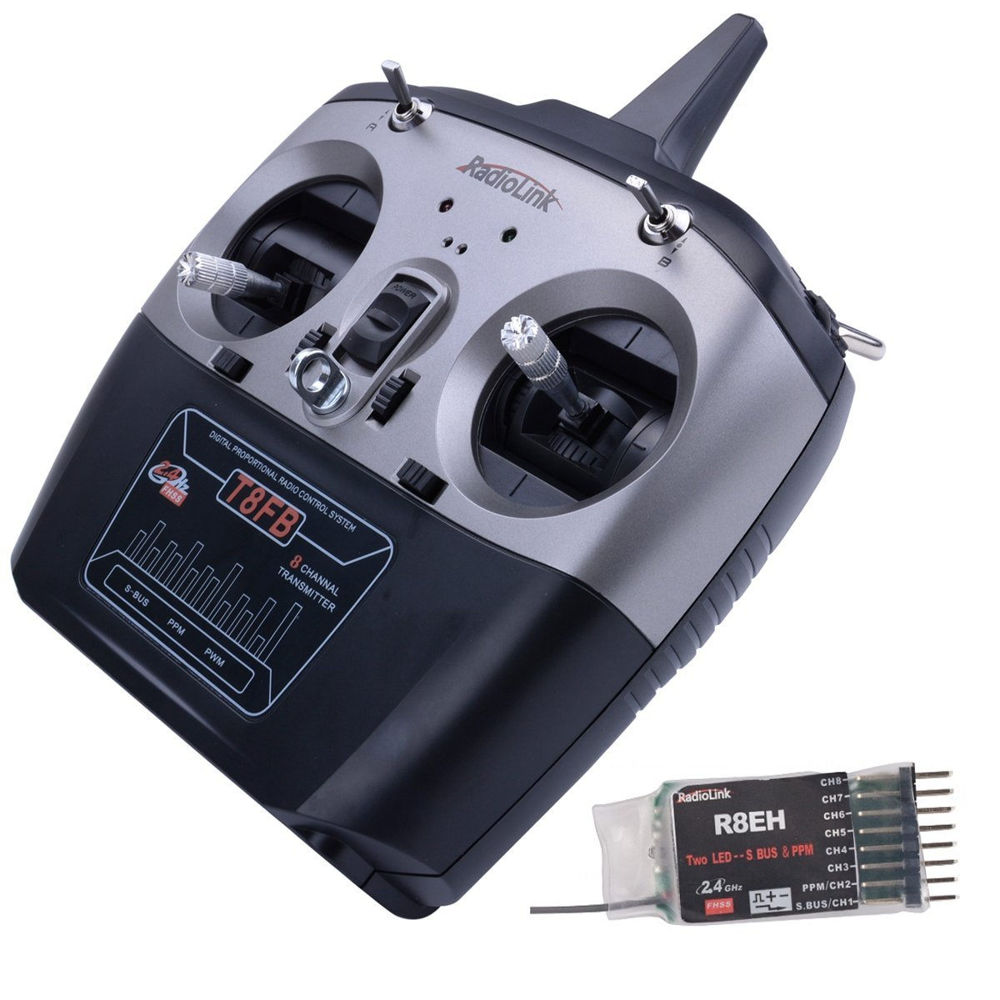 A
RadioLink
B
POWER
DIGITAL PROPORTIONAL RADIO CONTROL SYSTEM
2.4GHz
FHSS
T8FB
8 CHANNAL
TRANSMITTER
S-BUS
PPM
PWM
RadioLink
R8EH
Two LED--S BUS & PPM
2.4GHz
FHSS
+ -
CH8
CH7
CH6
CH5
CH4
CH3
PPM/CH2
S.BUS/CH1